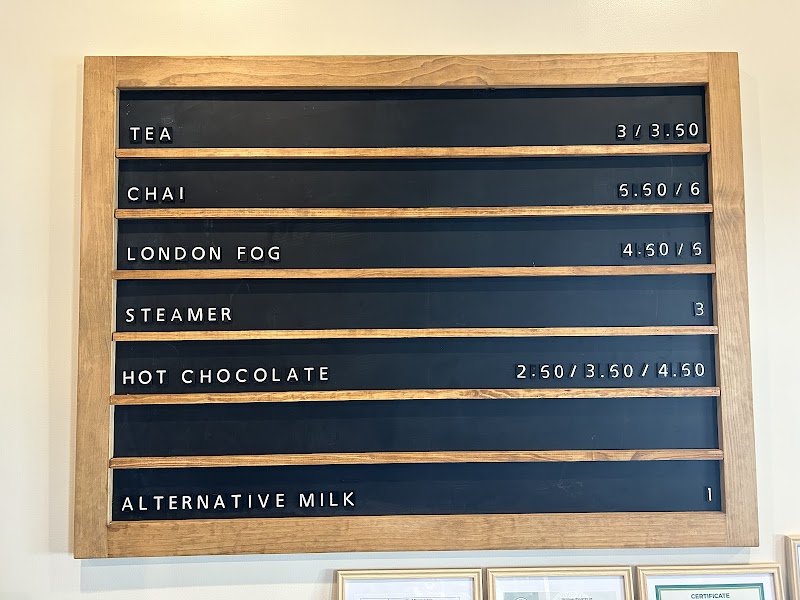 TEA 3 / 3.50
CHAI 5.50 / 6
LONDON FOG 4.50 / 5
STEAMER 3
HOT CHOCOLATE 2.50 / 3.50 / 4.50
ALTERNATIVE MILK 1
CERTIFICATE